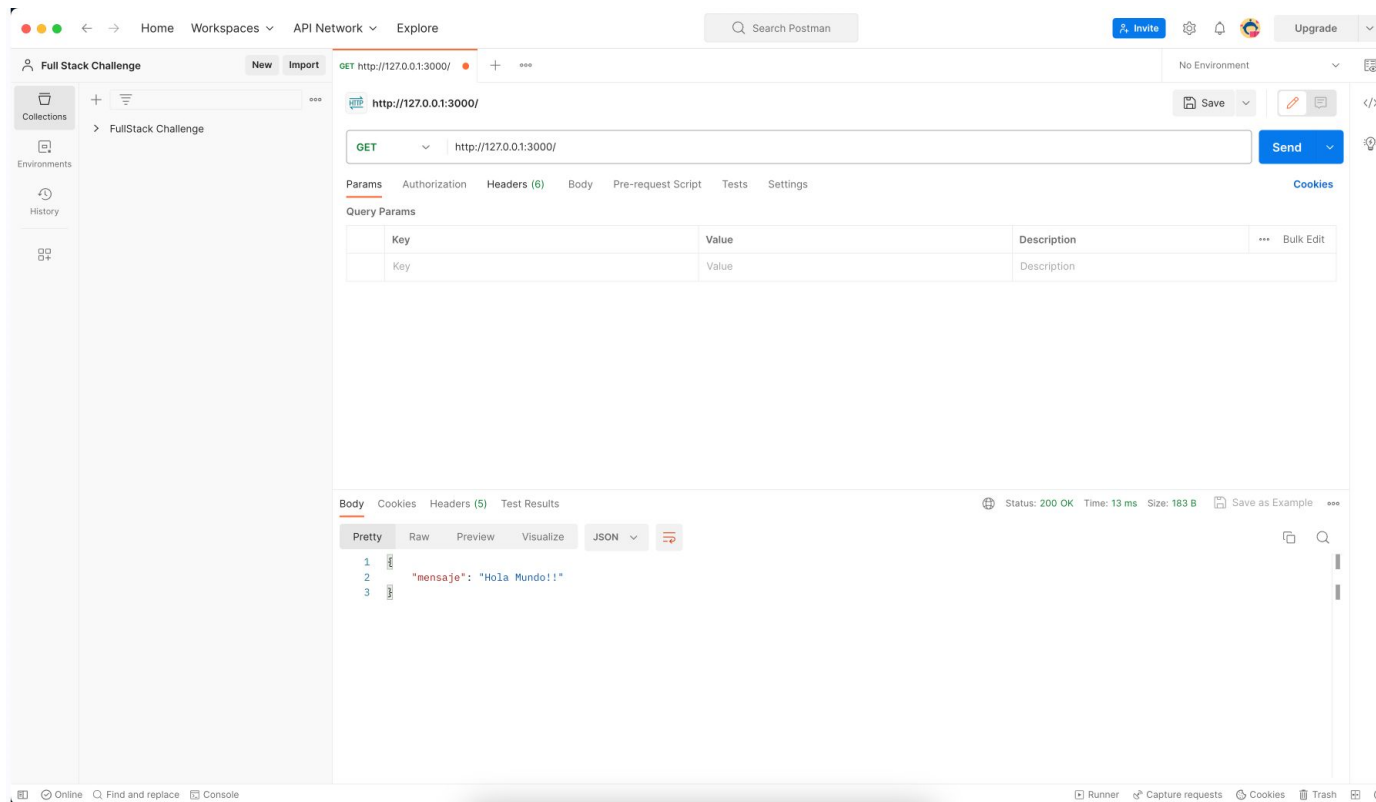 Home Workspaces API Network Explore Search Postman Invite Upgrade
Full Stack Challenge New Import GET http://127.0.0.1:3000/ No Environment
Collections
FullStack Challenge
Environments
History
HTTP http://127.0.0.1:3000/ Save
GET http://127.0.0.1:3000/ Send
Params Authorization Headers (6) Body Pre-request Script Tests Settings Cookies
Query Params
Key Value Description Bulk Edit
Key Value Description
Body Cookies Headers (5) Test Results Status: 200 OK Time: 13 ms Size: 183 B Save as Example
Pretty Raw Preview Visualize JSON
1 {
2 "mensaje": "Hola Mundo!!"
3 }
Online Find and replace Console Runner Capture requests Cookies Trash